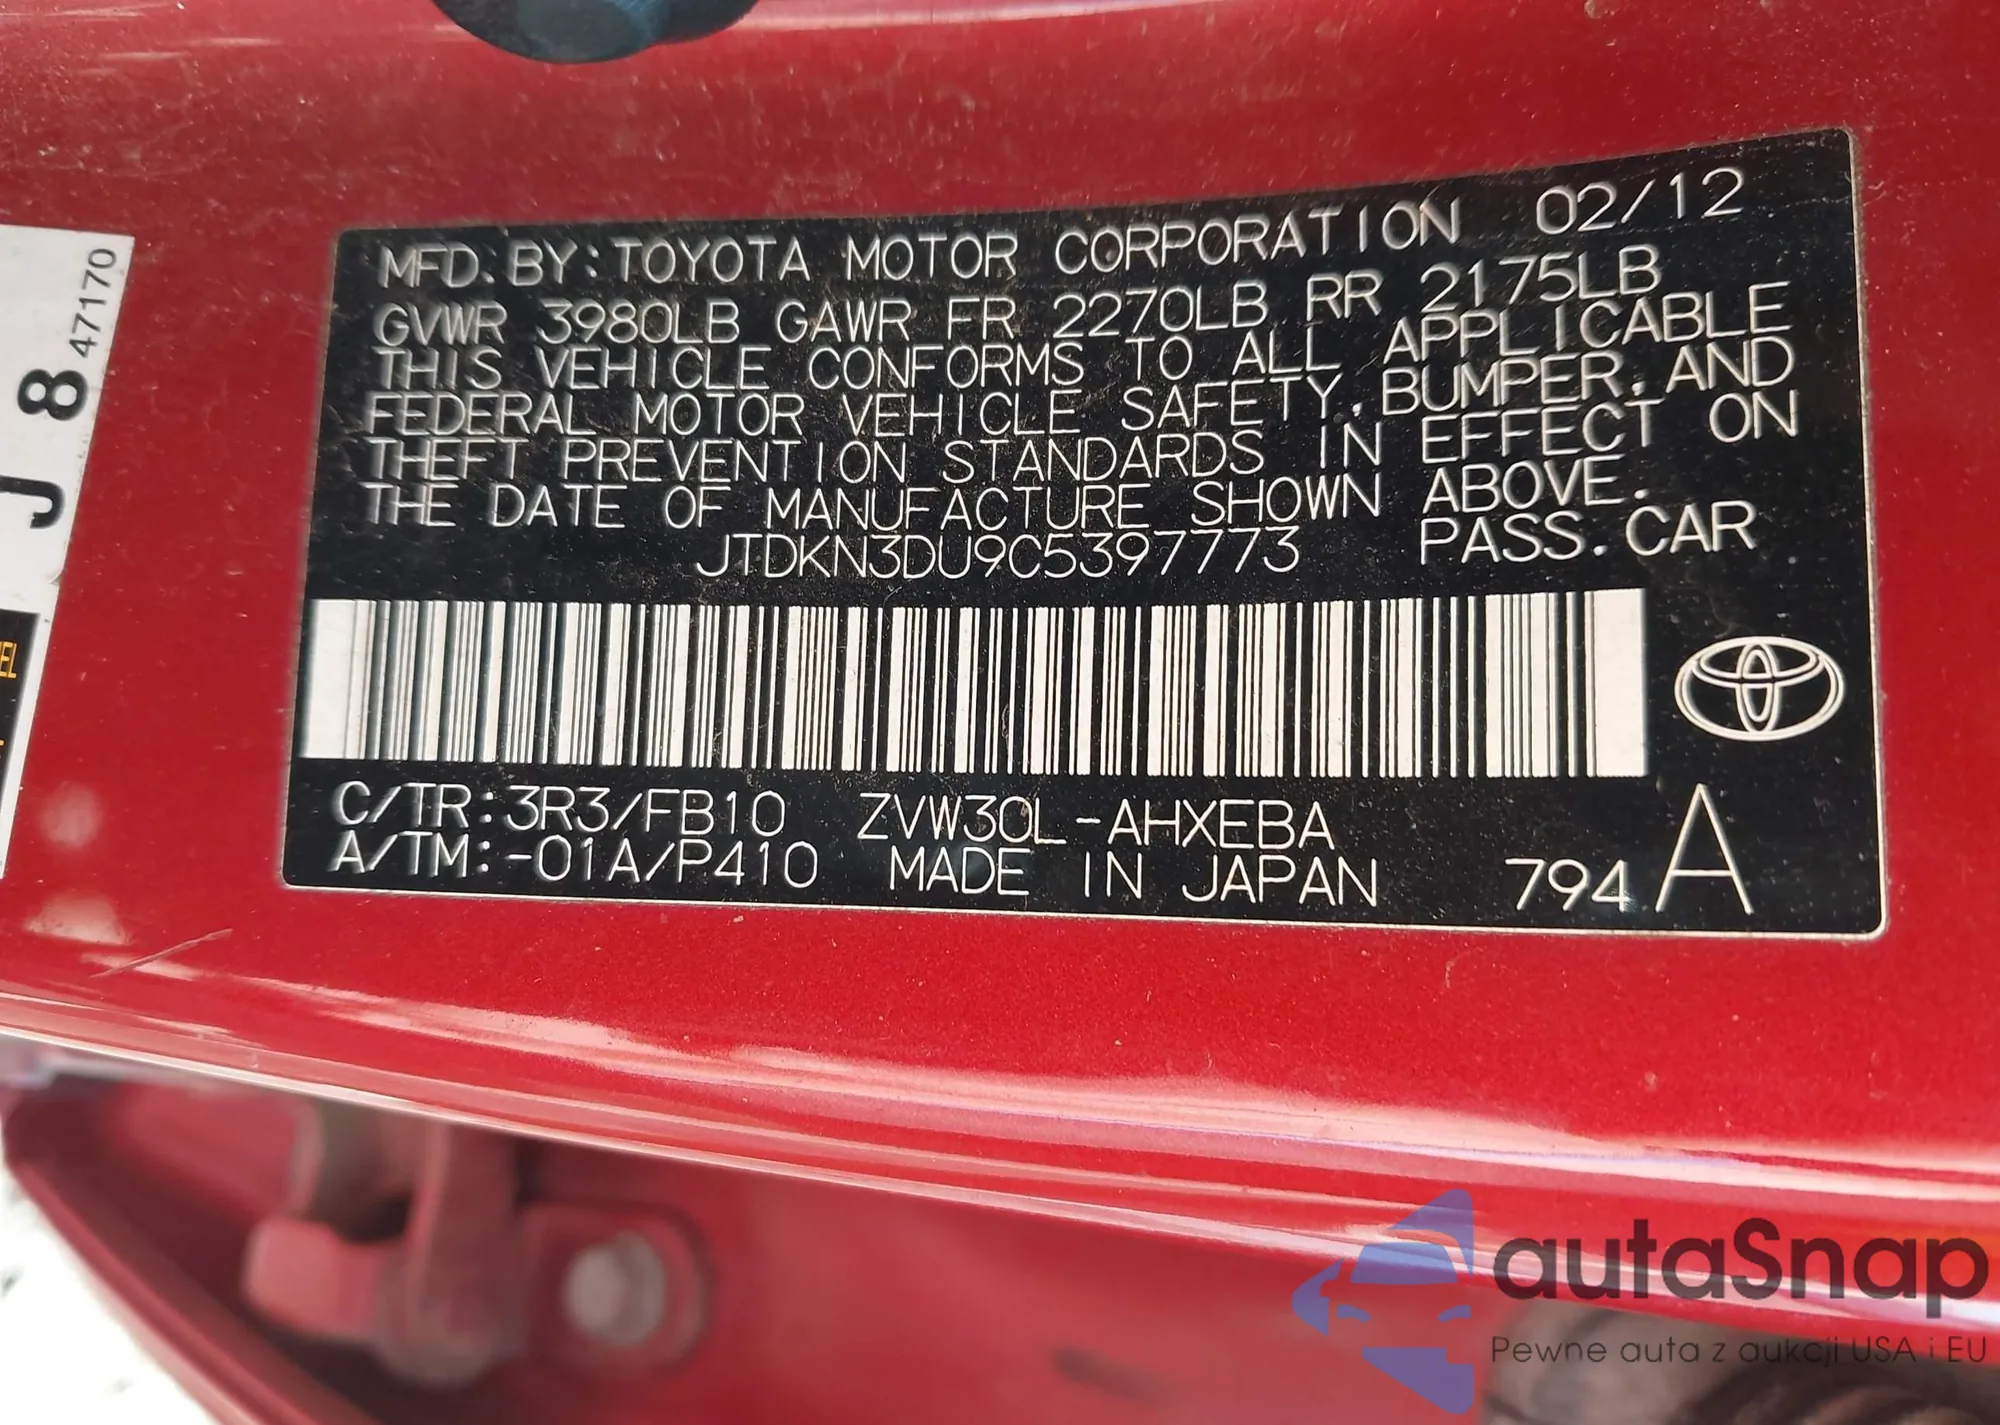 MFD. BY: TOYOTA MOTOR CORPORATION 02/12
GVWR 3980LB GAWR FR 2270LB RR 2175LB
THIS VEHICLE CONFORMS TO ALL APPLICABLE
FEDERAL MOTOR VEHICLE SAFETY, BUMPER, AND
THEFT PREVENTION STANDARDS IN EFFECT ON
THE DATE OF MANUFACTURE SHOWN ABOVE.
JTDKN3DU9C5397773 PASS. CAR
C/TR: 3R3/FB10 ZVW30L-AHXEBA
A/TM: -01A/P410 MADE IN JAPAN 794 A
J 8 47170
autaSnap
Pewne auta z aukcji USA i EU